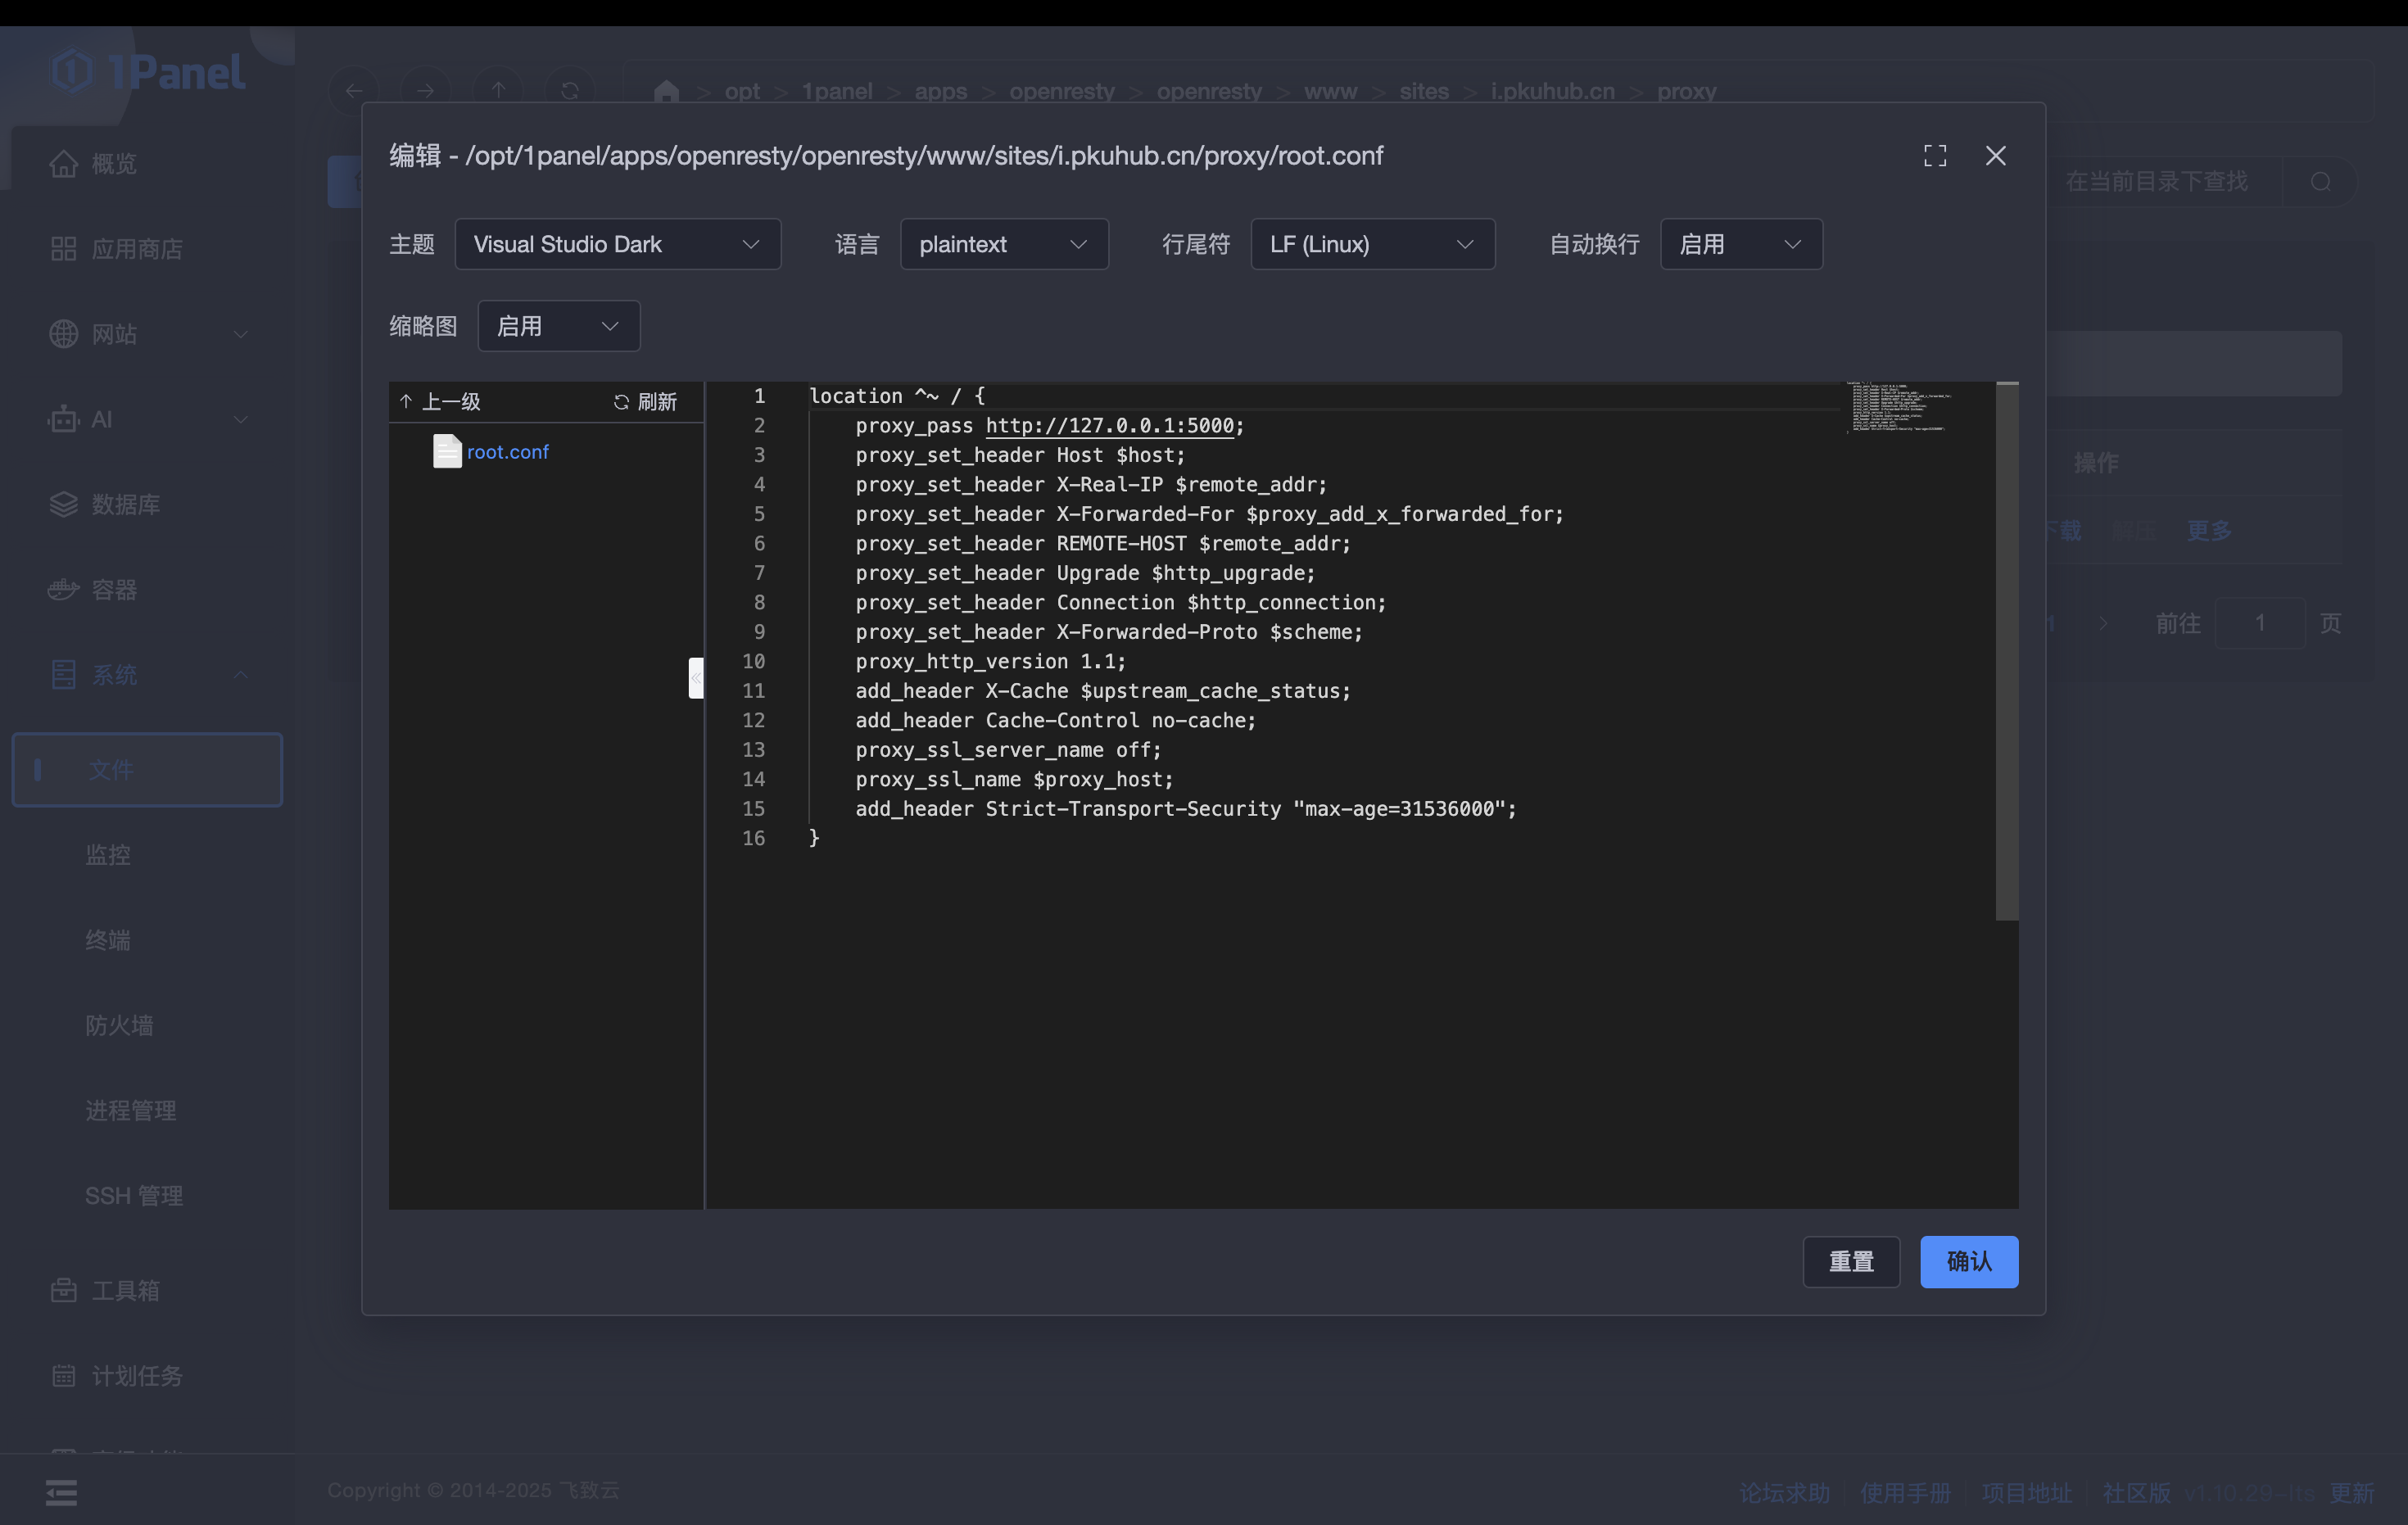 1Panel
opt > 1panel > apps > openresty > openresty > www > sites > i.pkuhub.cn > proxy
编辑 - /opt/1panel/apps/openresty/openresty/www/sites/i.pkuhub.cn/proxy/root.conf
在当前目录下查找
主题 Visual Studio Dark 语言 plaintext 行尾符 LF (Linux) 自动换行 启用
缩略图 启用
上一级 刷新
root.conf
1 location ^~ / {
2 proxy_pass http://127.0.0.1:5000;
3 proxy_set_header Host $host;
4 proxy_set_header X-Real-IP $remote_addr;
5 proxy_set_header X-Forwarded-For $proxy_add_x_forwarded_for;
6 proxy_set_header REMOTE-HOST $remote_addr;
7 proxy_set_header Upgrade $http_upgrade;
8 proxy_set_header Connection $http_connection;
9 proxy_set_header X-Forwarded-Proto $scheme;
10 proxy_http_version 1.1;
11 add_header X-Cache $upstream_cache_status;
12 add_header Cache-Control no-cache;
13 proxy_ssl_server_name off;
14 proxy_ssl_name $proxy_host;
15 add_header Strict-Transport-Security "max-age=31536000";
16 }
重置 确认
概览
应用商店
网站
AI
数据库
容器
系统
文件
监控
终端
防火墙
进程管理
SSH 管理
工具箱
计划任务
操作
下载 解压 更多
1 > 前往 1 页
Copyright © 2014-2025 飞致云
论坛求助 使用手册 项目地址 社区版 v1.10.29-lts 更新